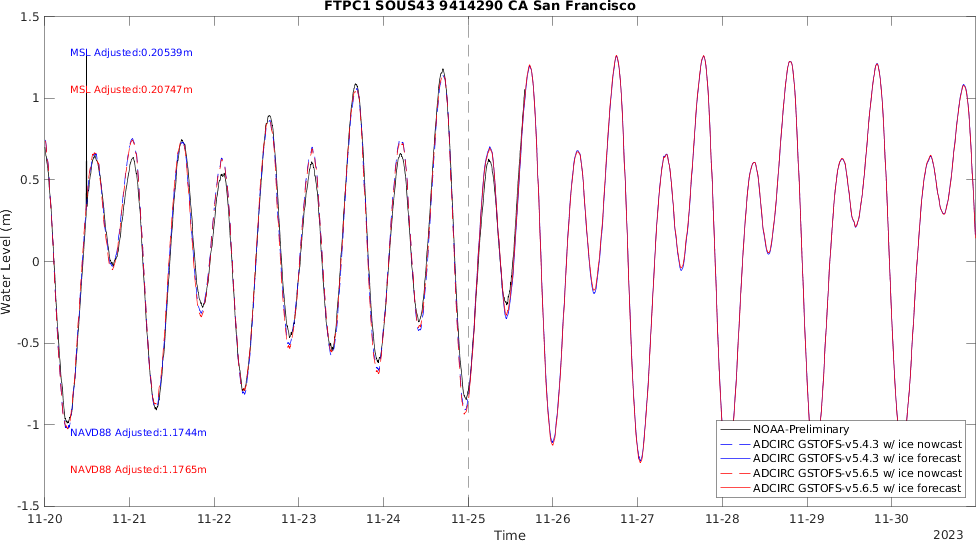 FTPC1 SOUS43 9414290 CA San Francisco
1.5
1
0.5
0
-0.5
-1
-1.5
Water Level (m)
MSL Adjusted:0.20539m
MSL Adjusted:0.20747m
NAVD88 Adjusted:1.1744m
NAVD88 Adjusted:1.1765m
NOAA-Preliminary
ADCIRC GSTOFS-v5.4.3 w/ ice nowcast
ADCIRC GSTOFS-v5.4.3 w/ ice forecast
ADCIRC GSTOFS-v5.6.5 w/ ice nowcast
ADCIRC GSTOFS-v5.6.5 w/ ice forecast
11-20 11-21 11-22 11-23 11-24 11-25 11-26 11-27 11-28 11-29 11-30
Time
2023